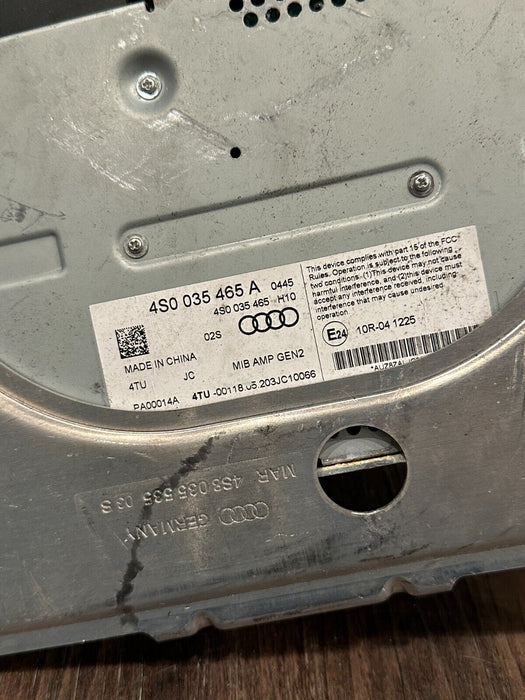 4S0 035 465 A 0445
4S0 035 465 H10
02S
MADE IN CHINA
MIB AMP GEN2
4TU JC
PA00014A 4TU-00118.05.203JC10066
This device complies with part 15 of the FCC
Rules. Operation is subject to the following
two conditions: (1)This device may not cause
harmful interference, and (2)this device must
accept any interference received, including
interference that may cause undesired
operation
E24 10R-04 1225
MAR 4S8 035 535 03S
GERMANY